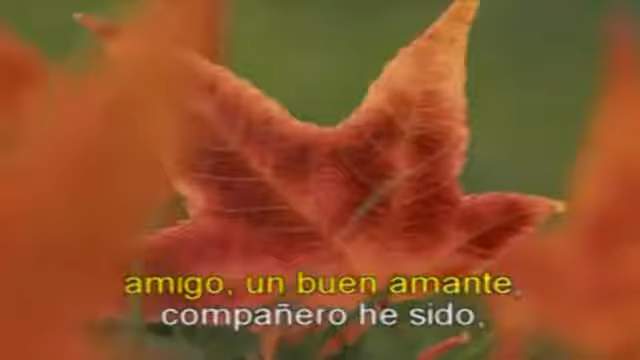 amigo, un buen amante,
compañero he sido,